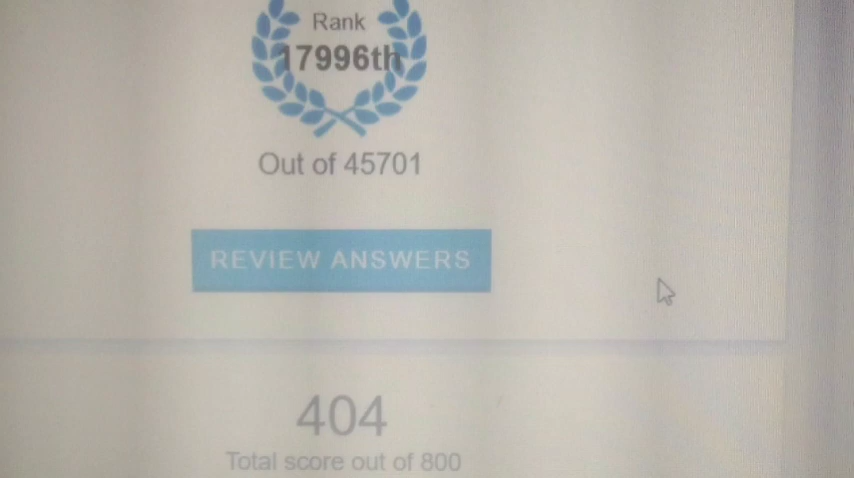 Rank
17996th
Out of 45701
REVIEW ANSWERS
404
Total score out of 800